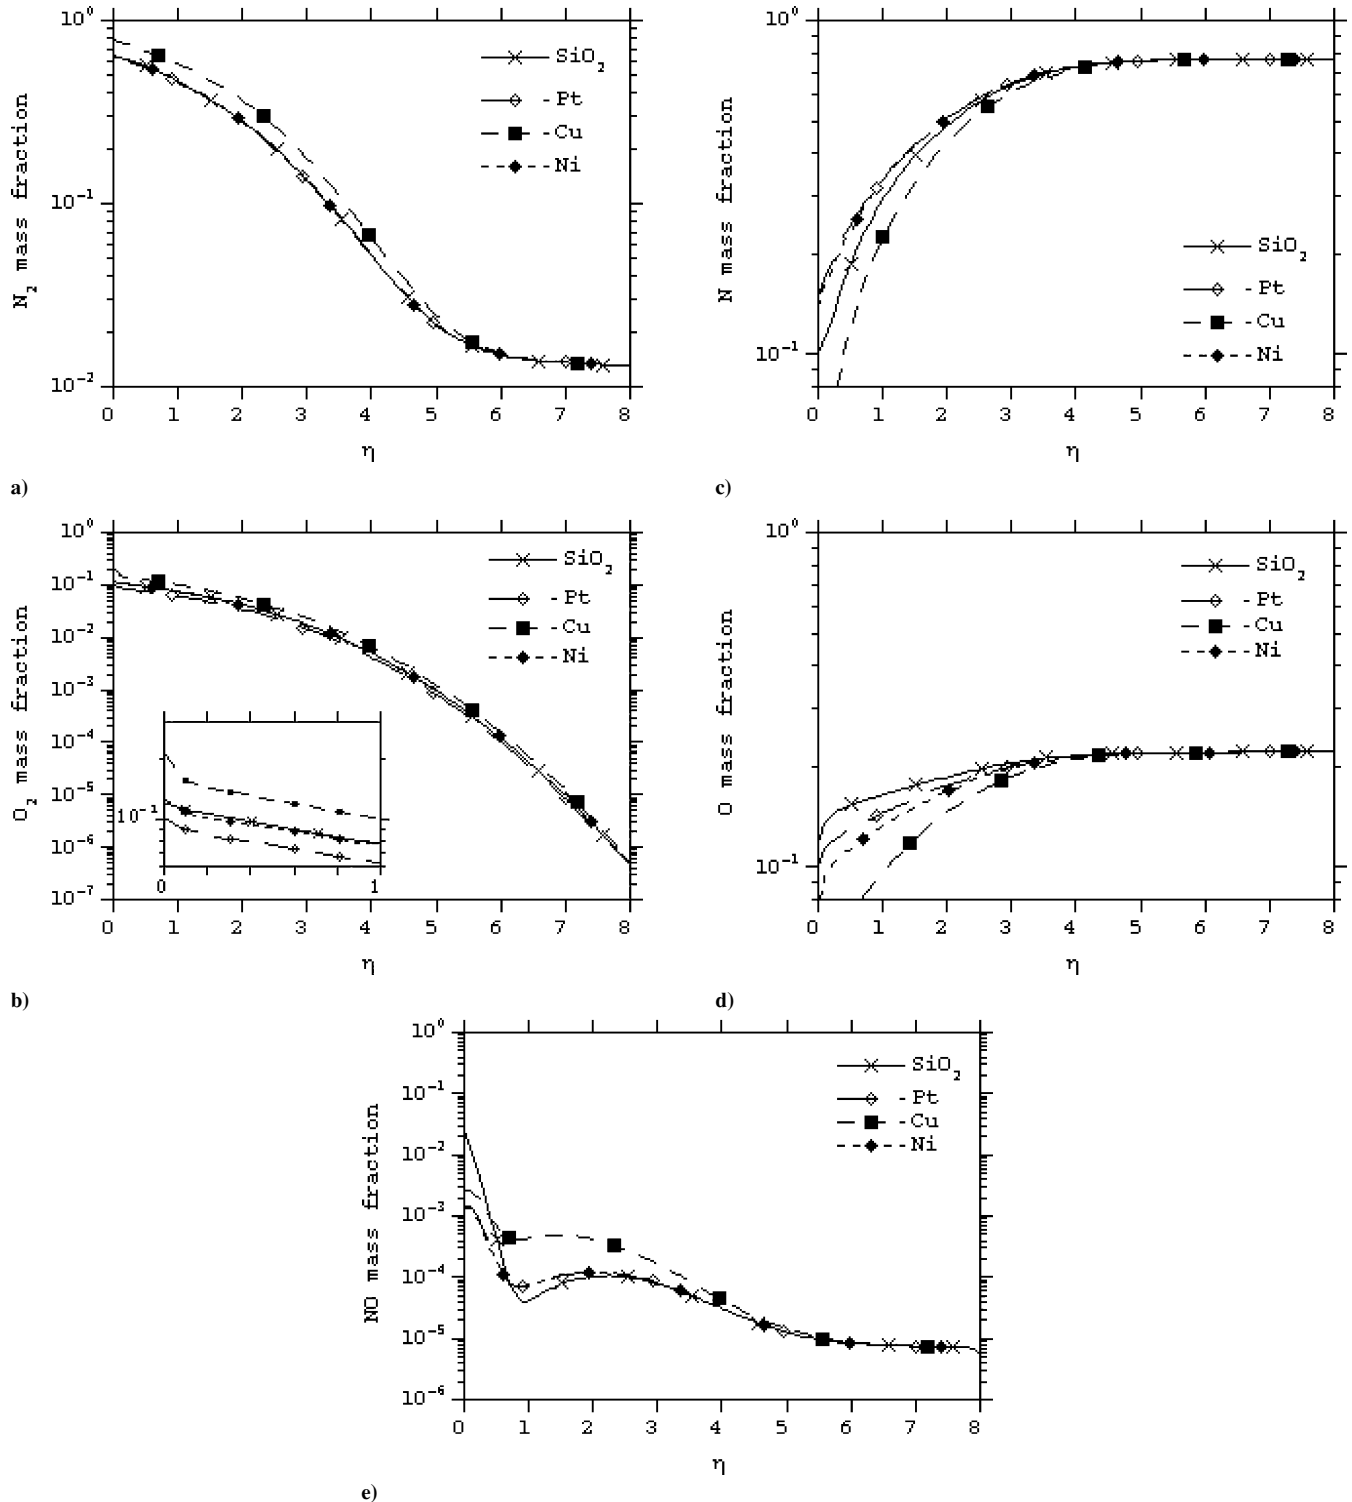 10⁰
10⁻¹
10⁻²
N₂ mass fraction
SiO₂
Pt
Cu
Ni
0 1 2 3 4 5 6 7 8
η
a)
10⁰
10⁻¹
N mass fraction
SiO₂
Pt
Cu
Ni
0 1 2 3 4 5 6 7 8
η
c)
10⁰
10⁻¹
10⁻²
10⁻³
10⁻⁴
10⁻⁵
10⁻⁶
10⁻⁷
O₂ mass fraction
SiO₂
Pt
Cu
Ni
10⁻¹
0 1
0 1 2 3 4 5 6 7 8
η
b)
10⁰
10⁻¹
O mass fraction
SiO₂
Pt
Cu
Ni
0 1 2 3 4 5 6 7 8
η
d)
10⁰
10⁻¹
10⁻²
10⁻³
10⁻⁴
10⁻⁵
10⁻⁶
NO mass fraction
SiO₂
Pt
Cu
Ni
0 1 2 3 4 5 6 7 8
η
e)